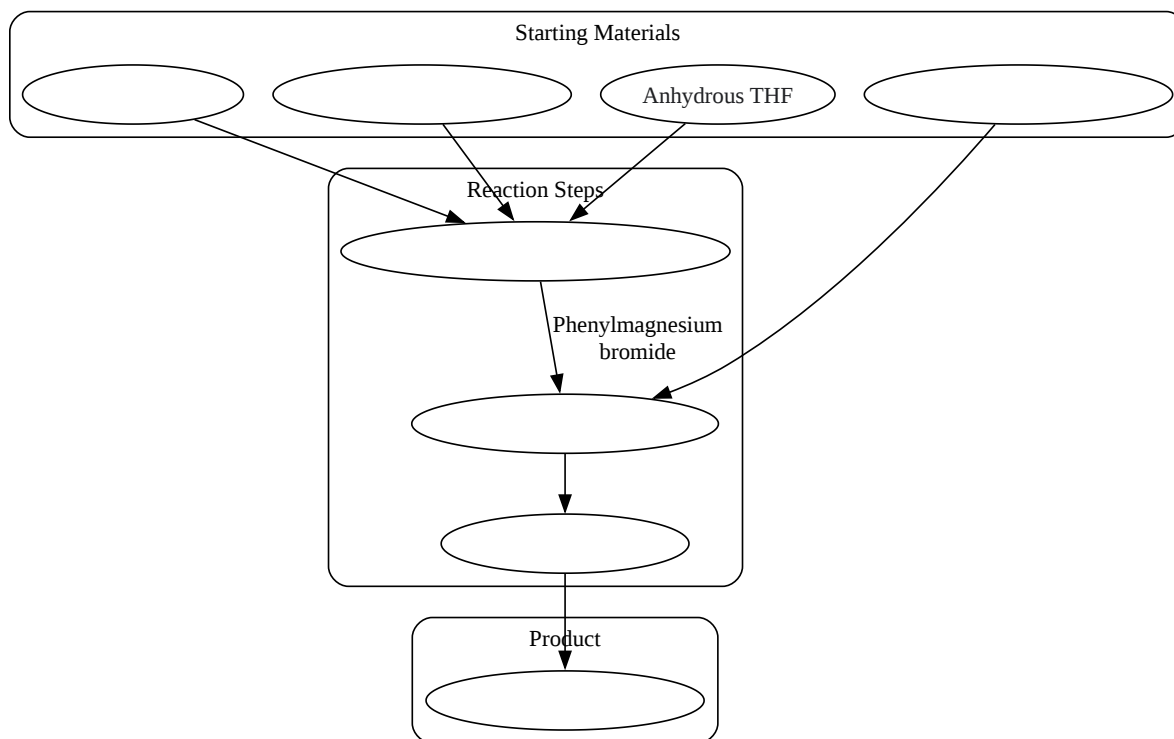 Starting Materials
Anhydrous THF
Reaction Steps
Phenylmagnesium
bromide
Product